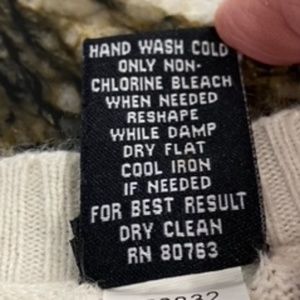 HAND WASH COLD
ONLY NON-
CHLORINE BLEACH
WHEN NEEDED
RESHAPE
WHILE DAMP
DRY FLAT
COOL IRON
IF NEEDED
FOR BEST RESULT
DRY CLEAN
RN 80763